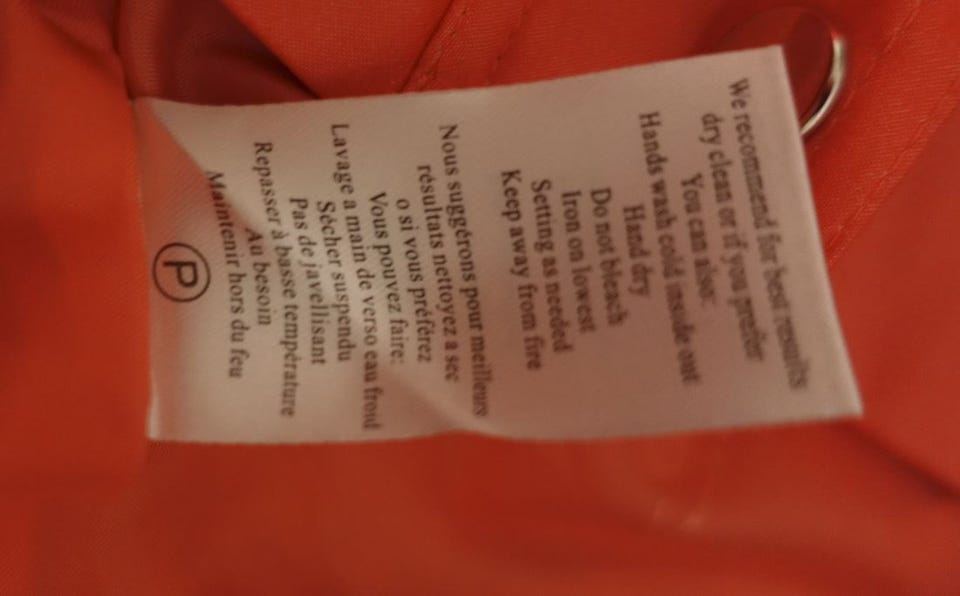 We recommend for best results:
dry clean or if you prefer
You can also:
Hands wash cold inside out
Hand dry
Do not bleach
Iron on lowest
Setting as needed
Keep away from fire
Nous suggérons pour meilleurs
résultats nettoyez a sec
o si vous préférez
Vous pouvez faire:
Lavage a main de verso eau froid
Sécher suspendu
Pas de javellisant
Repasser à basse température
Au besoin
Maintenir hors du feu
P